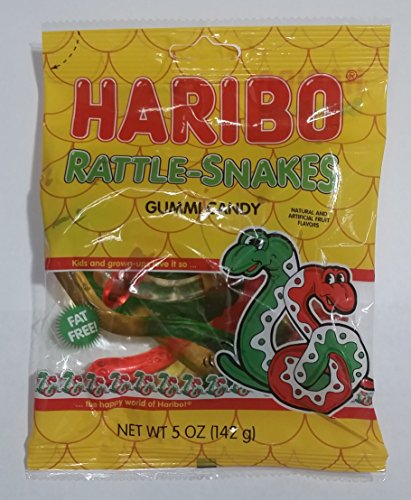 HARIBO®
RATTLE-SNAKES
GUMMI CANDY
NATURAL AND
ARTIFICIAL FRUIT
FLAVORS
Kids and grown-ups love it so ...
FAT
FREE!
... the happy world of Haribo!
NET WT 5 OZ (142 g)